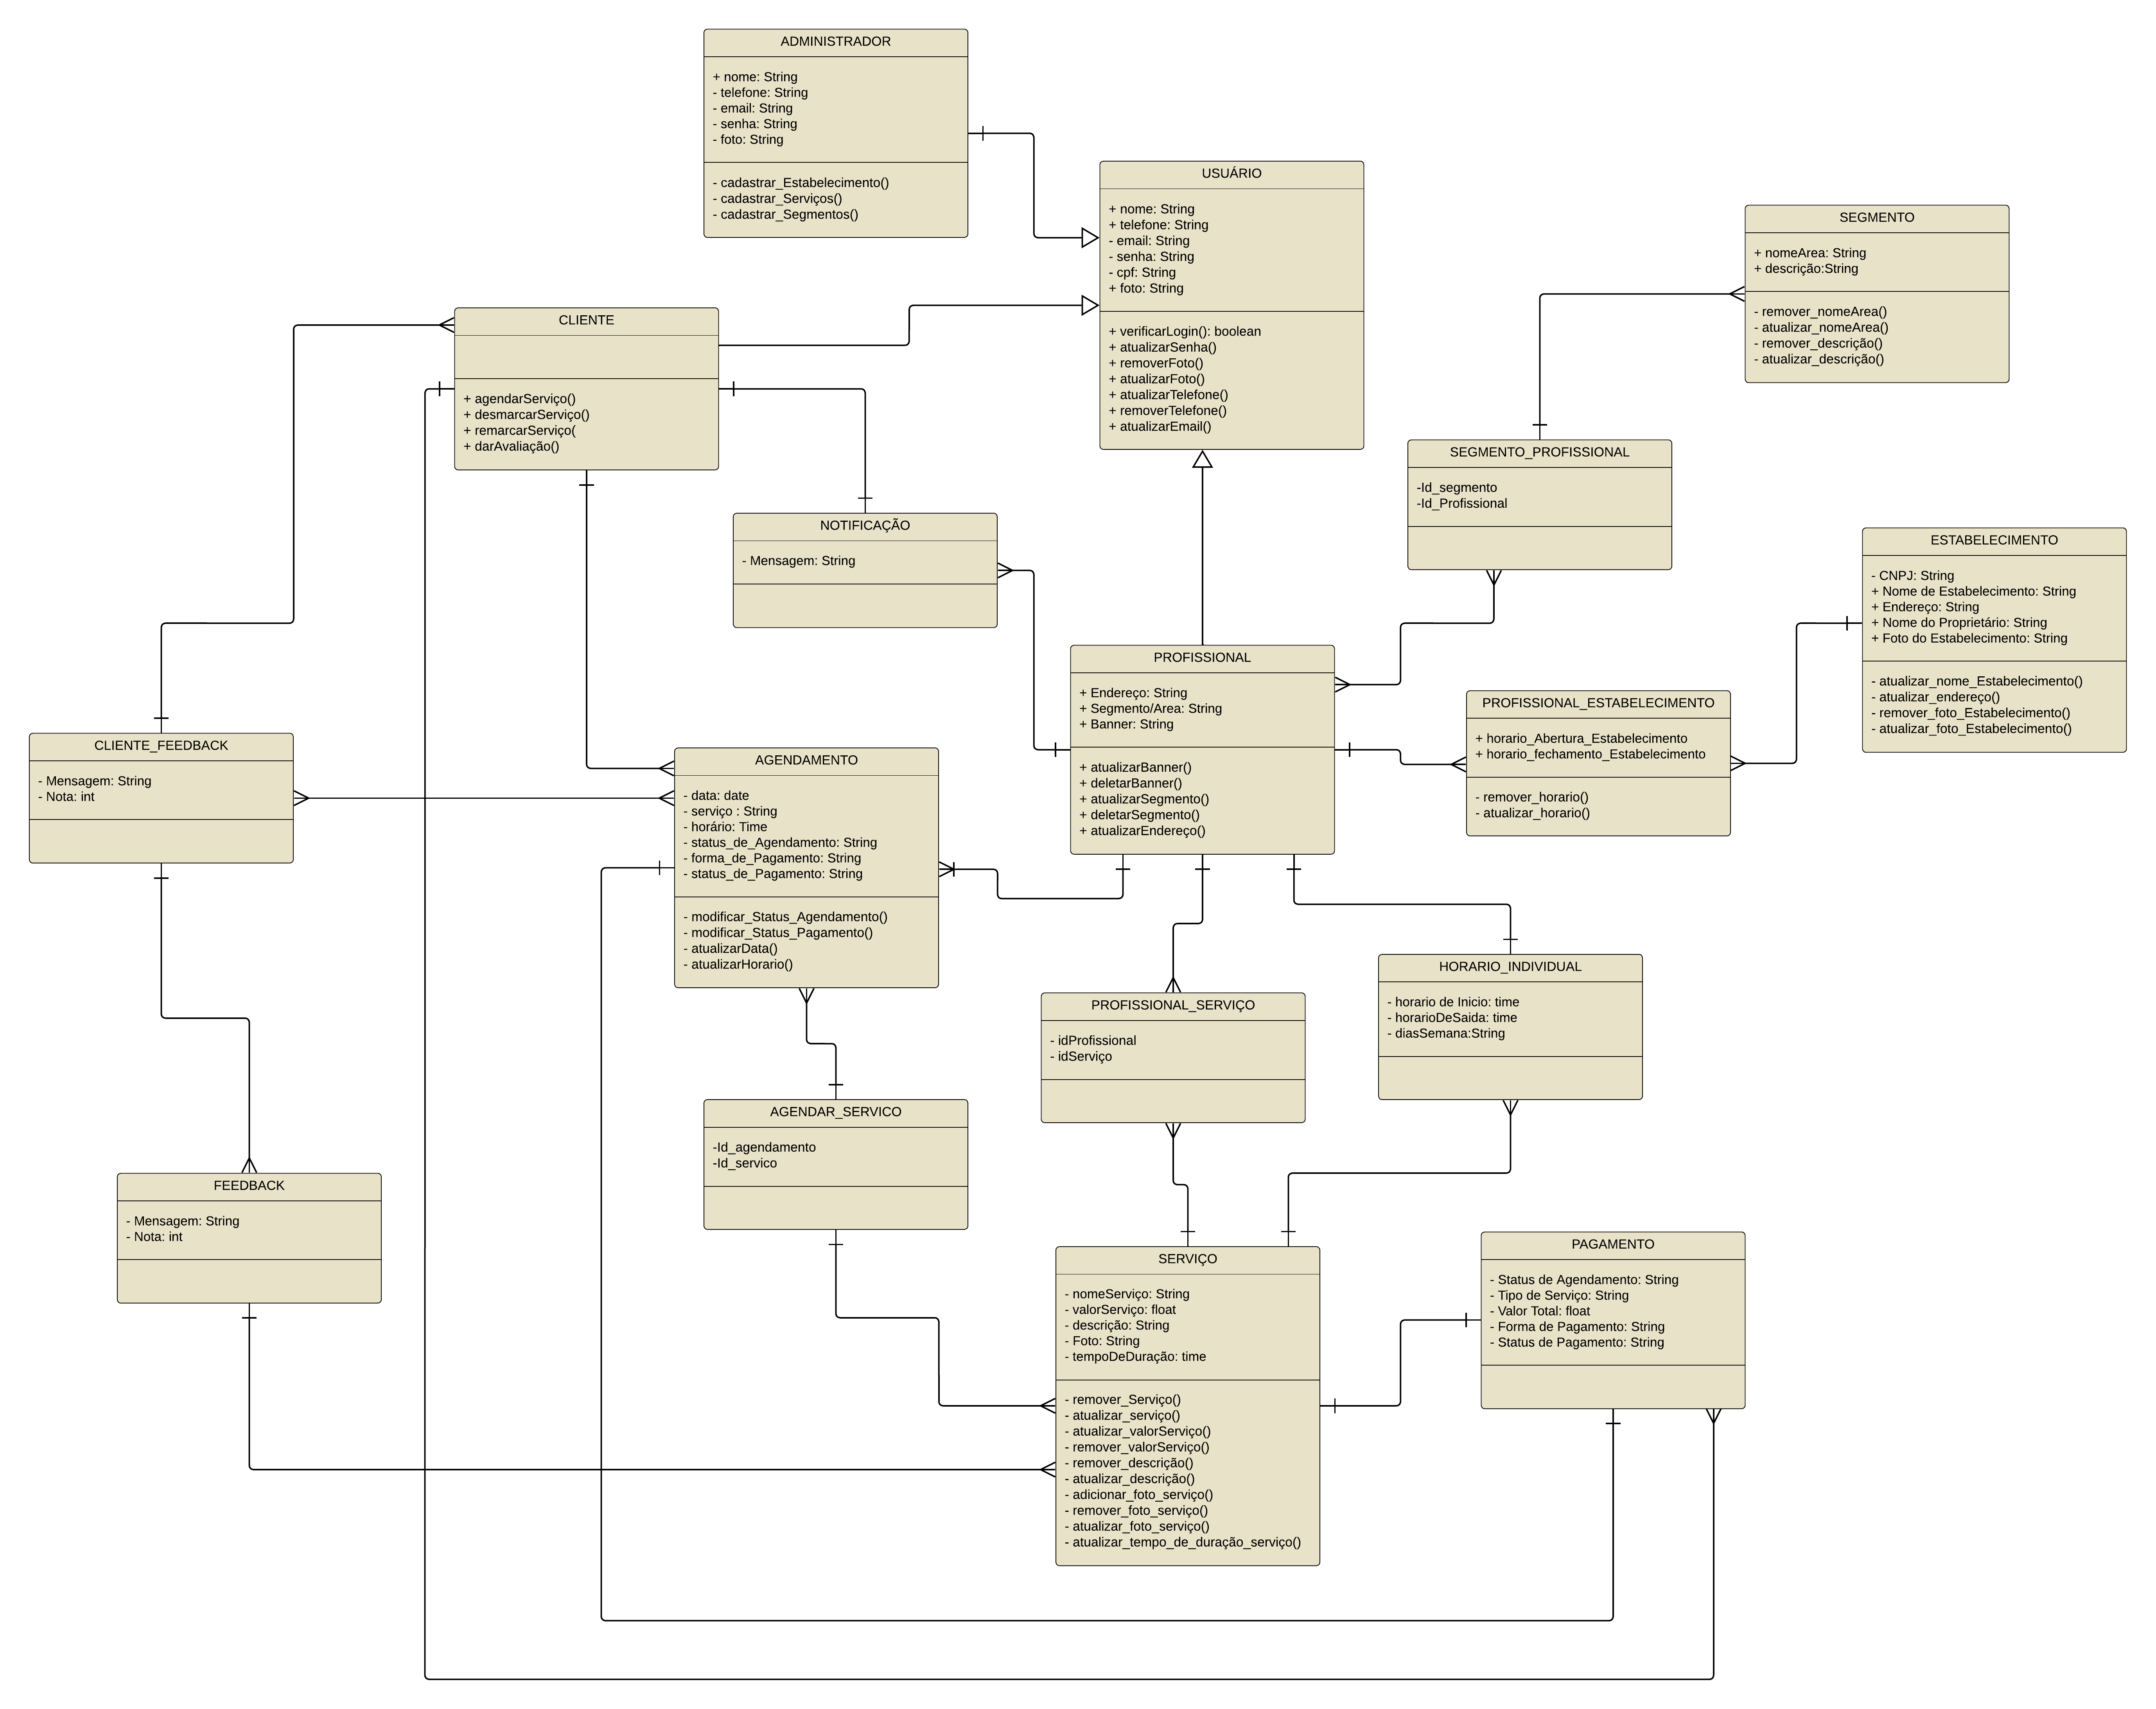 ADMINISTRADOR
+ nome: String
- telefone: String
- email: String
- senha: String
- foto: String
- cadastrar_Estabelecimento()
- cadastrar_Serviços()
- cadastrar_Segmentos()
USUÁRIO
+ nome: String
+ telefone: String
- email: String
- senha: String
- cpf: String
+ foto: String
+ verificarLogin(): boolean
+ atualizarSenha()
+ removerFoto()
+ atualizarFoto()
+ atualizarTelefone()
+ removerTelefone()
+ atualizarEmail()
SEGMENTO
+ nomeArea: String
+ descrição:String
- remover_nomeArea()
- atualizar_nomeArea()
- remover_descrição()
- atualizar_descrição()
CLIENTE
+ agendarServiço()
+ desmarcarServiço()
+ remarcarServiço(
+ darAvaliação()
SEGMENTO_PROFISSIONAL
-Id_segmento
-Id_Profissional
NOTIFICAÇÃO
- Mensagem: String
ESTABELECIMENTO
- CNPJ: String
+ Nome de Estabelecimento: String
+ Endereço: String
+ Nome do Proprietário: String
+ Foto do Estabelecimento: String
- atualizar_nome_Estabelecimento()
- atualizar_endereço()
- remover_foto_Estabelecimento()
- atualizar_foto_Estabelecimento()
PROFISSIONAL
+ Endereço: String
+ Segmento/Area: String
+ Banner: String
+ atualizarBanner()
+ deletarBanner()
+ atualizarSegmento()
+ deletarSegmento()
+ atualizarEndereço()
PROFISSIONAL_ESTABELECIMENTO
+ horario_Abertura_Estabelecimento
+ horario_fechamento_Estabelecimento
- remover_horario()
- atualizar_horario()
CLIENTE_FEEDBACK
- Mensagem: String
- Nota: int
AGENDAMENTO
- data: date
- serviço : String
- horário: Time
- status_de_Agendamento: String
- forma_de_Pagamento: String
- status_de_Pagamento: String
- modificar_Status_Agendamento()
- modificar_Status_Pagamento()
- atualizarData()
- atualizarHorario()
HORARIO_INDIVIDUAL
- horario de Inicio: time
- horarioDeSaida: time
- diasSemana:String
PROFISSIONAL_SERVIÇO
- idProfissional
- idServiço
AGENDAR_SERVICO
-Id_agendamento
-Id_servico
FEEDBACK
- Mensagem: String
- Nota: int
SERVIÇO
- nomeServiço: String
- valorServiço: float
- descrição: String
- Foto: String
- tempoDeDuração: time
- remover_Serviço()
- atualizar_serviço()
- atualizar_valorServiço()
- remover_valorServiço()
- remover_descrição()
- atualizar_descrição()
- adicionar_foto_serviço()
- remover_foto_serviço()
- atualizar_foto_serviço()
- atualizar_tempo_de_duração_serviço()
PAGAMENTO
- Status de Agendamento: String
- Tipo de Serviço: String
- Valor Total: float
- Forma de Pagamento: String
- Status de Pagamento: String